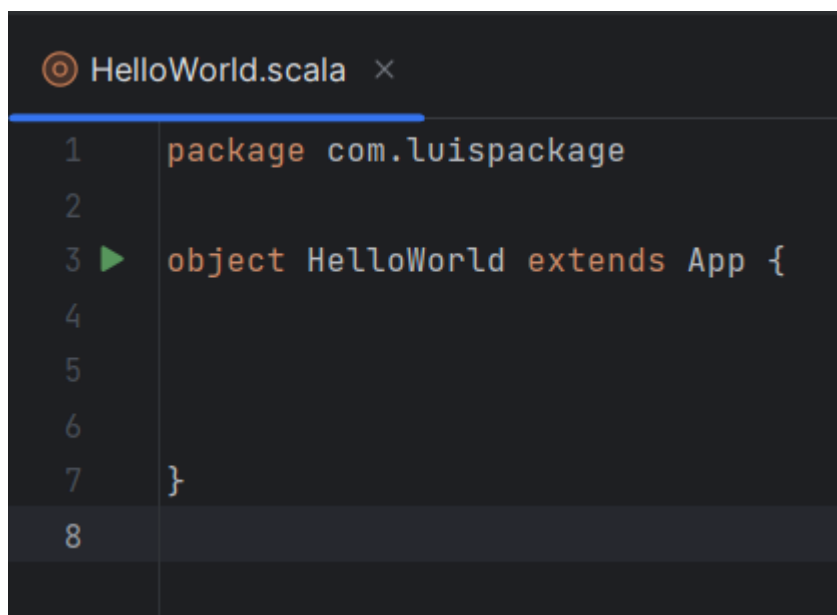 HelloWorld.scala ×
1 package com.luispackage
2
3 object HelloWorld extends App {
4
5
6
7 }
8